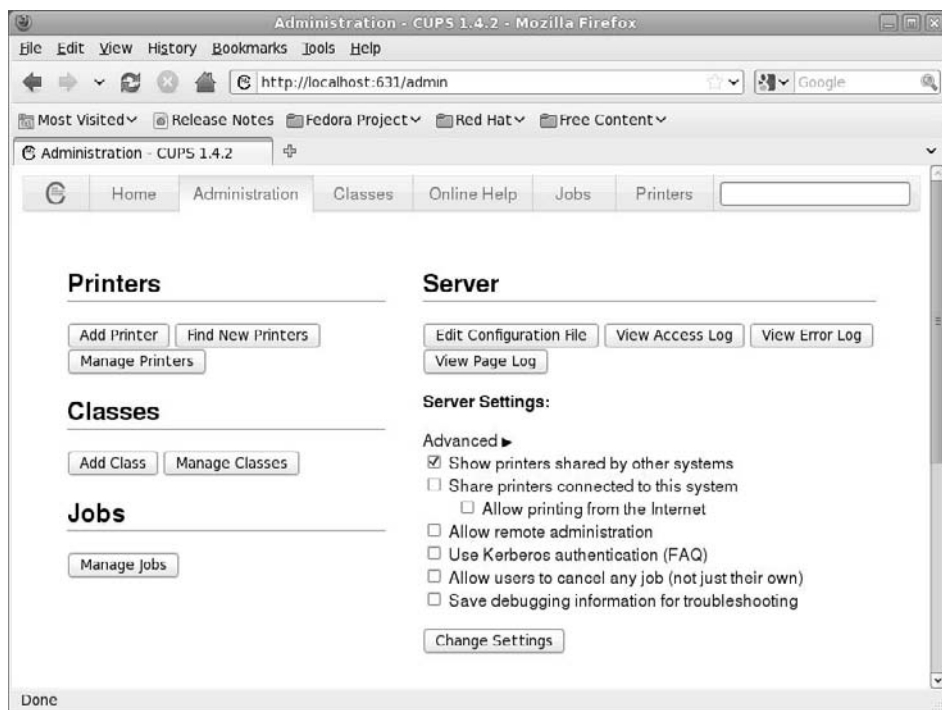 Administration - CUPS 1.4.2 - Mozilla Firefox
File Edit View History Bookmarks Tools Help
http://localhost:631/admin Google
Most Visited Release Notes Fedora Project Red Hat Free Content
Administration - CUPS 1.4.2
Home Administration Classes Online Help Jobs Printers
Printers
Add Printer Find New Printers
Manage Printers
Classes
Add Class Manage Classes
Jobs
Manage Jobs
Server
Edit Configuration File View Access Log View Error Log
View Page Log
Server Settings:
Advanced ▶
Show printers shared by other systems
Share printers connected to this system
Allow printing from the Internet
Allow remote administration
Use Kerberos authentication (FAQ)
Allow users to cancel any job (not just their own)
Save debugging information for troubleshooting
Change Settings
Done